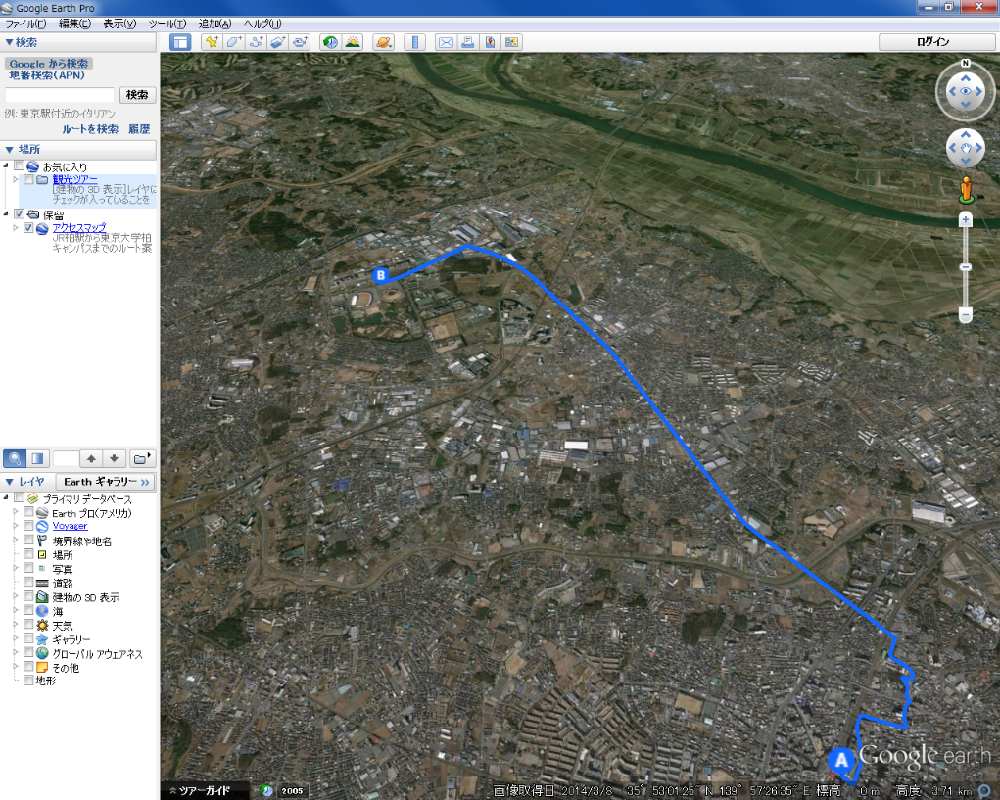 Google Earth Pro
ファイル(F) 編集(E) 表示(V) ツール(T) 追加(A) ヘルプ(H)
▼検索
ログイン
Google から検索
地番検索(APN)
検索
例: 東京駅付近のイタリアン
ルートを検索 履歴
▼ 場所
お気に入り
観光ツアー
[建物の 3D 表示]レイヤに
チェックが入っていることを
保留
アクセスマップ
JR柏駅から東京大学柏
キャンパスまでのルート案
▼ レイヤ
Earth ギャラリー >>
プライマリ データベース
Earth プロ(アメリカ)
Voyager
境界線や地名
場所
写真
道路
建物の 3D 表示
海
天気
ギャラリー
グローバル アウェアネス
その他
地形
N
B
A
Google earth
ツアーガイド
2005
画像取得日 2014/3/8 35° 53'01.25" N 139° 57'26.35" E 標高 0 m 高度 3.71 km